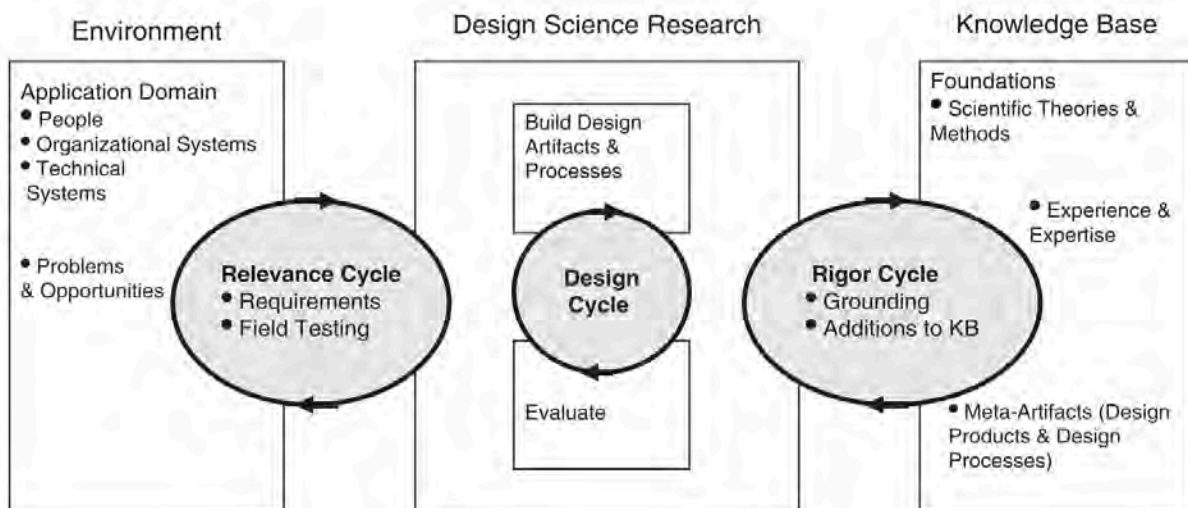 Environment
Design Science Research
Knowledge Base
Application Domain
• People
• Organizational Systems
• Technical
Systems
• Problems
& Opportunities
Relevance Cycle
• Requirements
• Field Testing
Build Design
Artifacts &
Processes
Design
Cycle
Evaluate
Rigor Cycle
• Grounding
• Additions to KB
Foundations
• Scientific Theories &
Methods
• Experience &
Expertise
• Meta-Artifacts (Design
Products & Design
Processes)